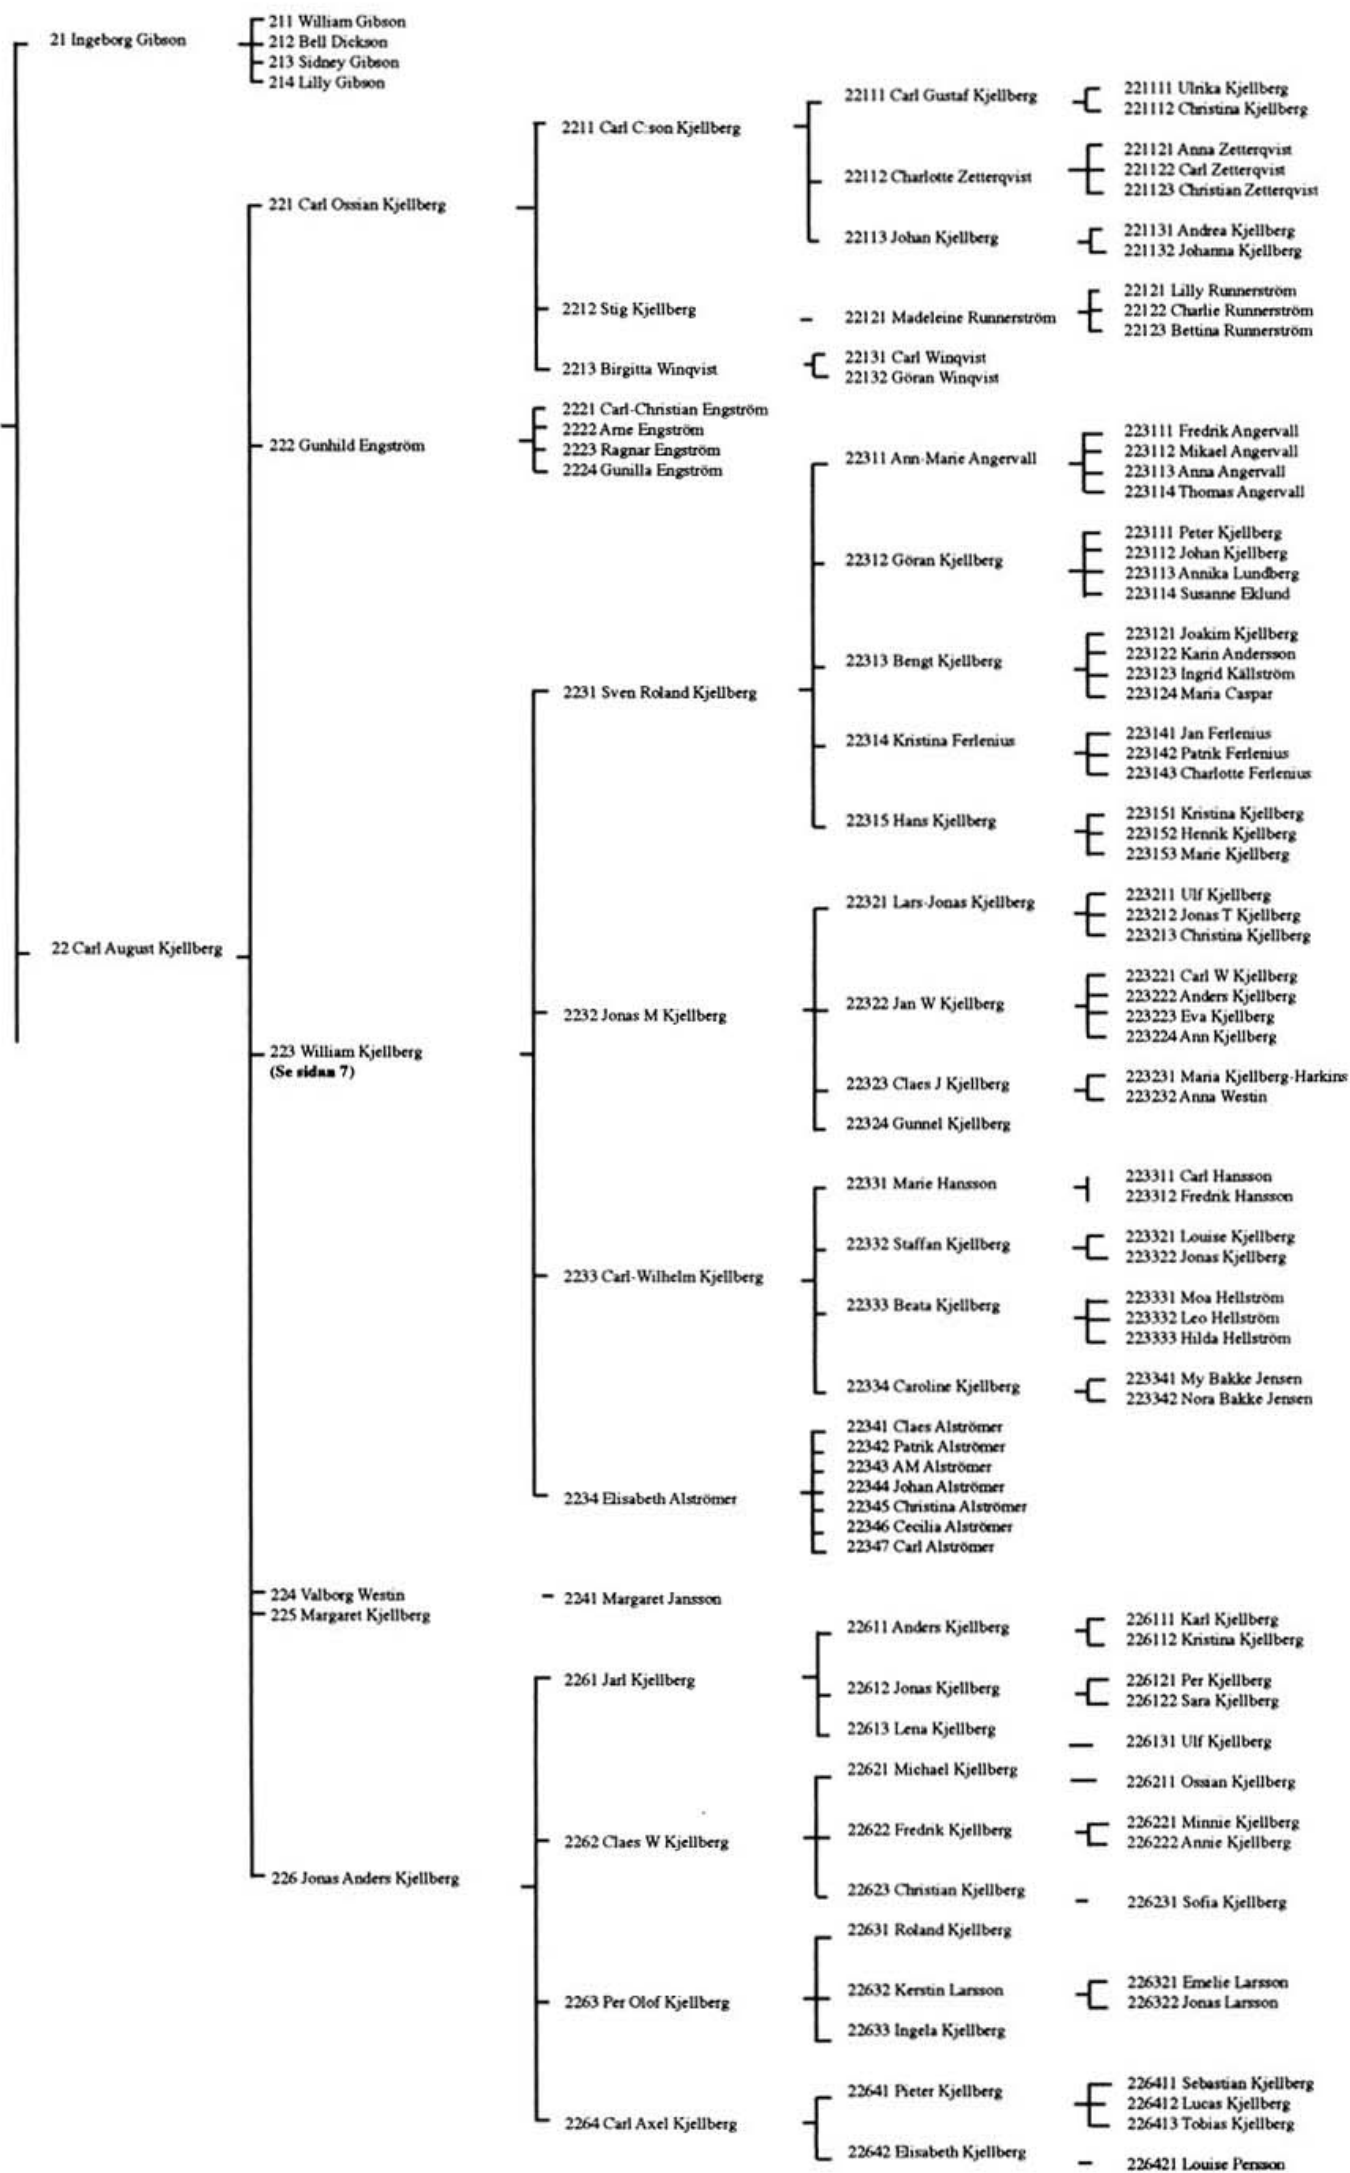 21 Ingeborg Gibson
211 William Gibson
212 Bell Dickson
213 Sidney Gibson
214 Lilly Gibson
22 Carl August Kjellberg
221 Carl Ossian Kjellberg
2211 Carl C:son Kjellberg
22111 Carl Gustaf Kjellberg
221111 Ulrika Kjellberg
221112 Christina Kjellberg
22112 Charlotte Zetterqvist
221121 Anna Zetterqvist
221122 Carl Zetterqvist
221123 Christian Zetterqvist
22113 Johan Kjellberg
221131 Andrea Kjellberg
221132 Johanna Kjellberg
2212 Stig Kjellberg
22121 Madeleine Runnerström
22121 Lilly Runnerström
22122 Charlie Runnerström
22123 Bettina Runnerström
2213 Birgitta Winqvist
22131 Carl Winqvist
22132 Göran Winqvist
222 Gunhild Engström
2221 Carl-Christian Engström
2222 Arne Engström
2223 Ragnar Engström
2224 Gunilla Engström
223 William Kjellberg
(Se sidan 7)
2231 Sven Roland Kjellberg
22311 Ann-Marie Angervall
223111 Fredrik Angervall
223112 Mikael Angervall
223113 Anna Angervall
223114 Thomas Angervall
22312 Göran Kjellberg
223111 Peter Kjellberg
223112 Johan Kjellberg
223113 Annika Lundberg
223114 Susanne Eklund
22313 Bengt Kjellberg
223121 Joakim Kjellberg
223122 Karin Andersson
223123 Ingrid Källström
223124 Maria Caspar
22314 Kristina Ferlenius
223141 Jan Ferlenius
223142 Patrik Ferlenius
223143 Charlotte Ferlenius
22315 Hans Kjellberg
223151 Kristina Kjellberg
223152 Henrik Kjellberg
223153 Marie Kjellberg
2232 Jonas M Kjellberg
22321 Lars-Jonas Kjellberg
223211 Ulf Kjellberg
223212 Jonas T Kjellberg
223213 Christina Kjellberg
22322 Jan W Kjellberg
223221 Carl W Kjellberg
223222 Anders Kjellberg
223223 Eva Kjellberg
223224 Ann Kjellberg
22323 Claes J Kjellberg
223231 Maria Kjellberg-Harkins
223232 Anna Westin
22324 Gunnel Kjellberg
2233 Carl-Wilhelm Kjellberg
22331 Marie Hansson
223311 Carl Hansson
223312 Fredrik Hansson
22332 Staffan Kjellberg
223321 Louise Kjellberg
223322 Jonas Kjellberg
22333 Beata Kjellberg
223331 Moa Hellström
223332 Leo Hellström
223333 Hilda Hellström
22334 Caroline Kjellberg
223341 My Bakke Jensen
223342 Nora Bakke Jensen
2234 Elisabeth Alströmer
22341 Claes Alströmer
22342 Patrik Alströmer
22343 AM Alströmer
22344 Johan Alströmer
22345 Christina Alströmer
22346 Cecilia Alströmer
22347 Carl Alströmer
224 Valborg Westin
2241 Margaret Jansson
225 Margaret Kjellberg
226 Jonas Anders Kjellberg
2261 Jarl Kjellberg
22611 Anders Kjellberg
226111 Karl Kjellberg
226112 Kristina Kjellberg
22612 Jonas Kjellberg
226121 Per Kjellberg
226122 Sara Kjellberg
22613 Lena Kjellberg
226131 Ulf Kjellberg
2262 Claes W Kjellberg
22621 Michael Kjellberg
226211 Ossian Kjellberg
22622 Fredrik Kjellberg
226221 Minnie Kjellberg
226222 Annie Kjellberg
22623 Christian Kjellberg
226231 Sofia Kjellberg
2263 Per Olof Kjellberg
22631 Roland Kjellberg
22632 Kerstin Larsson
226321 Emelie Larsson
226322 Jonas Larsson
22633 Ingela Kjellberg
2264 Carl Axel Kjellberg
22641 Pieter Kjellberg
226411 Sebastian Kjellberg
226412 Lucas Kjellberg
226413 Tobias Kjellberg
22642 Elisabeth Kjellberg
226421 Louise Persson